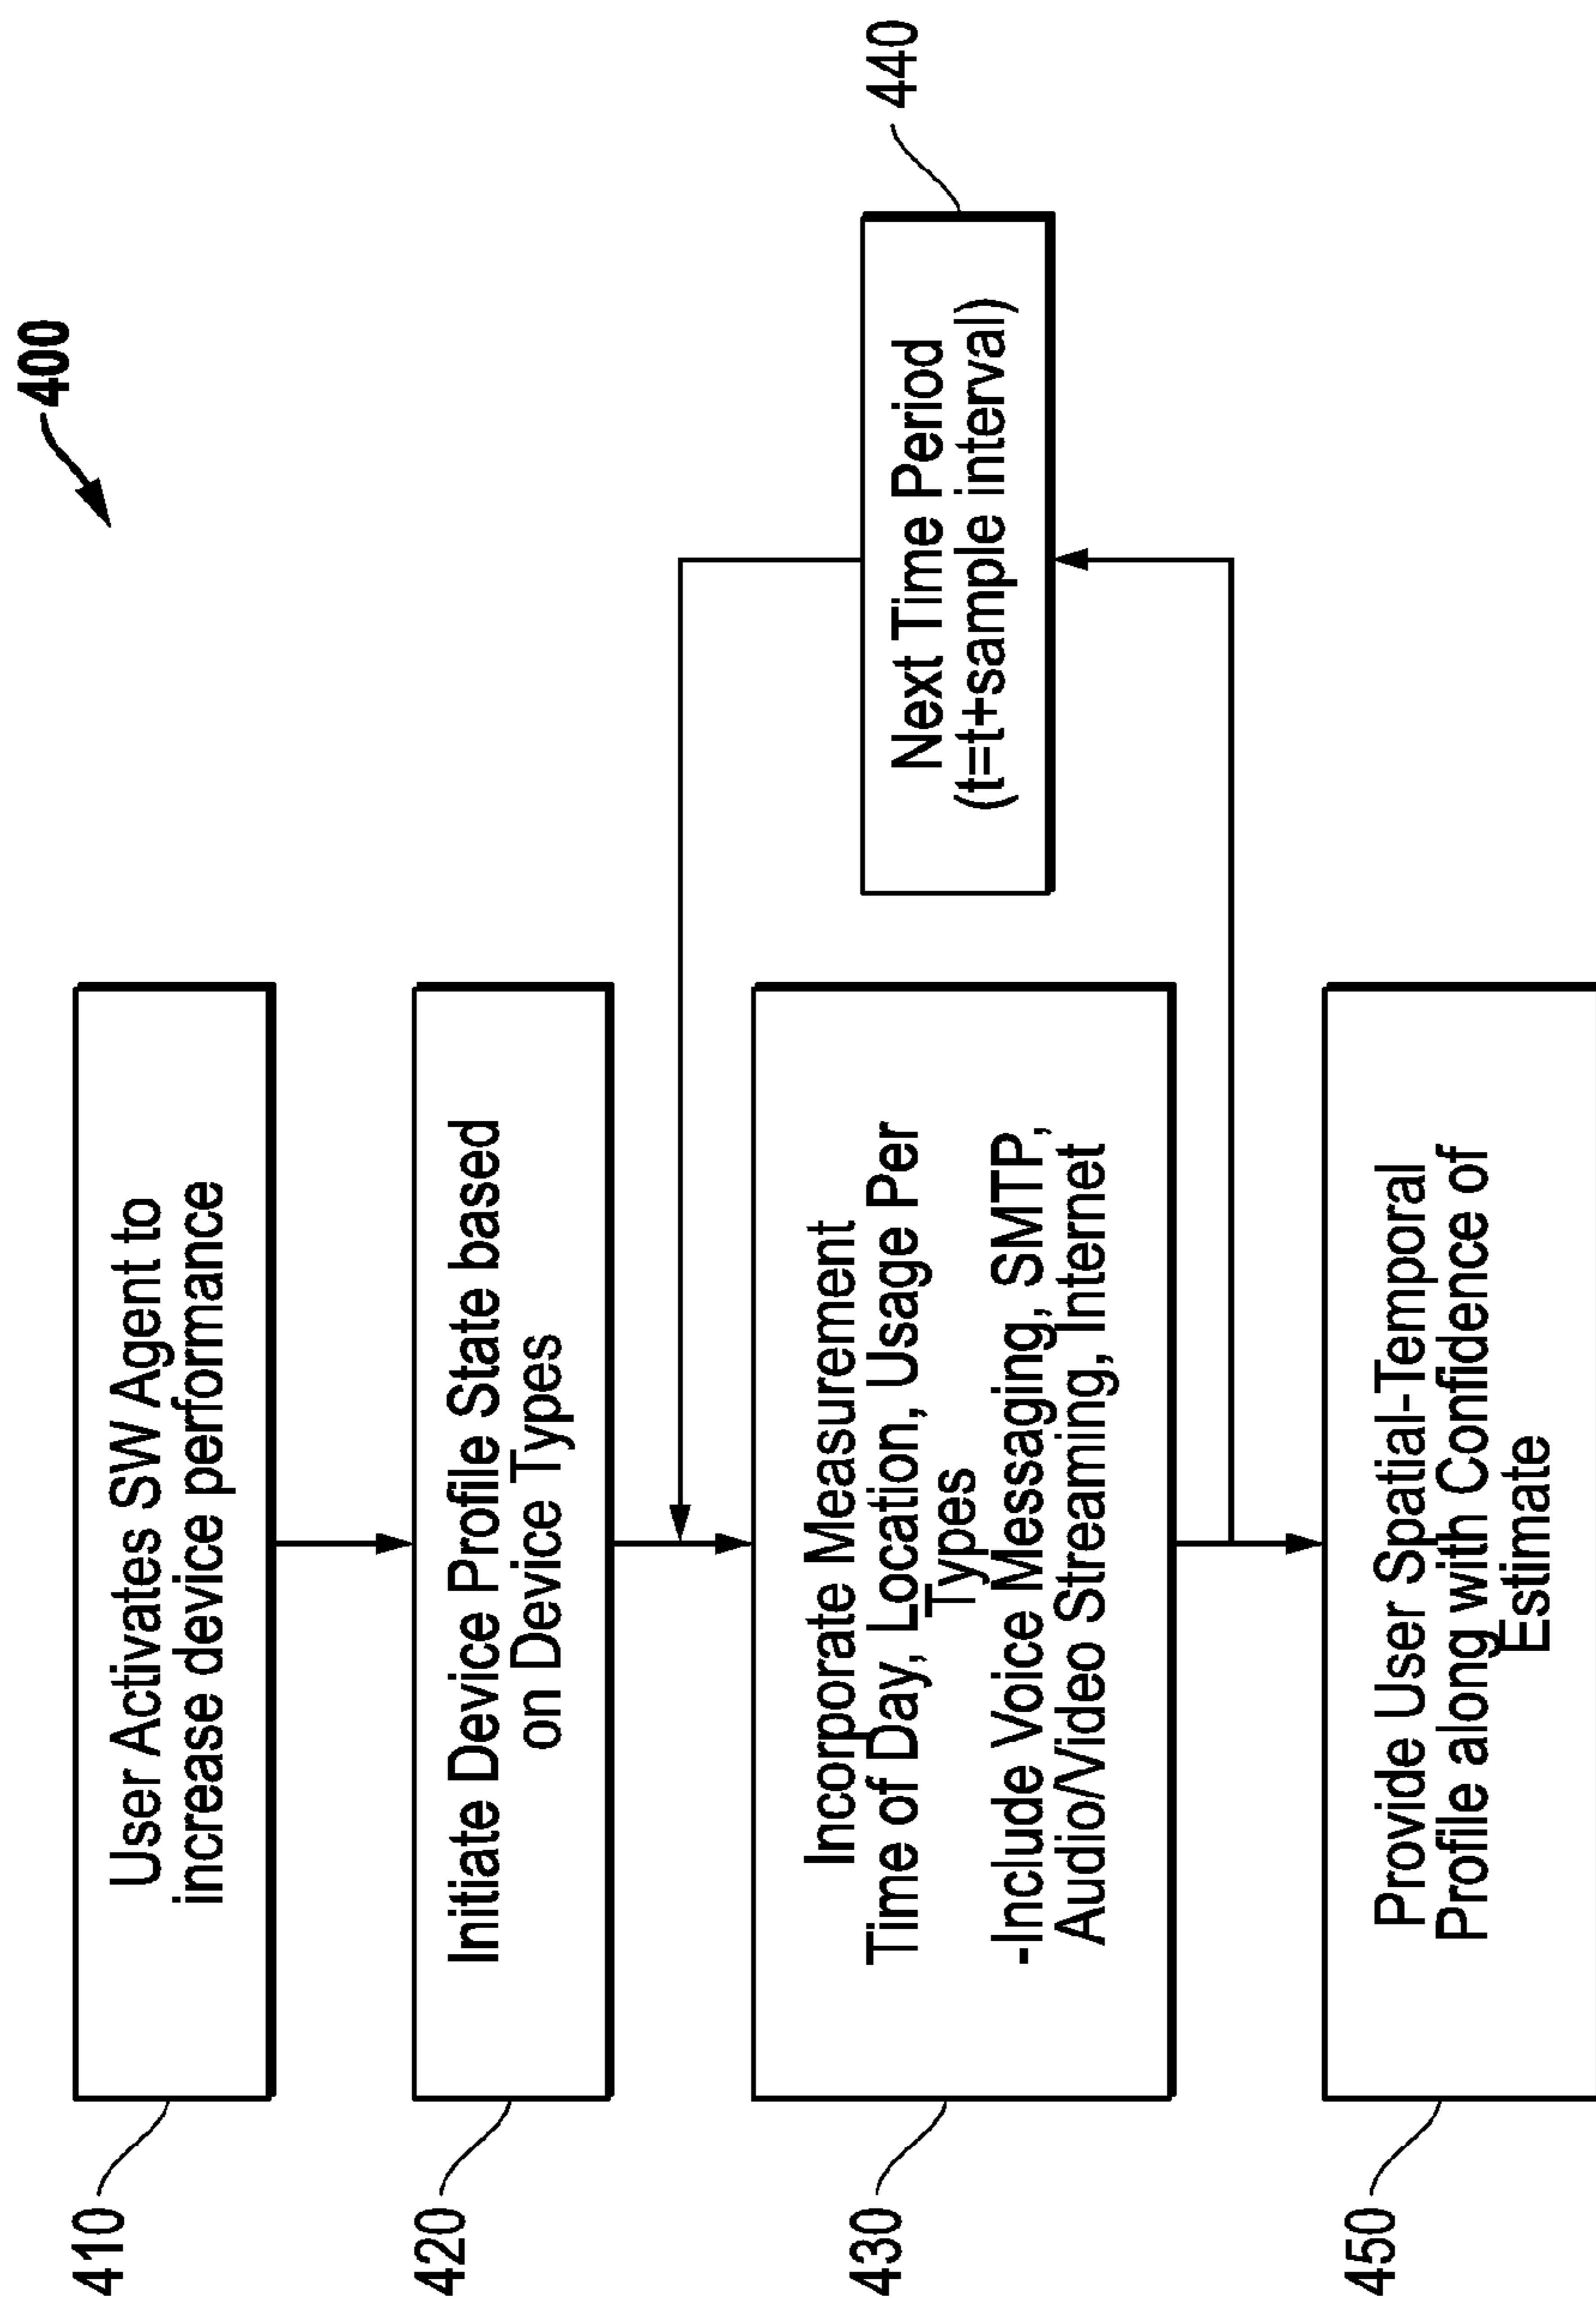 400
410
User Activates SW Agent to
increase device performance
420
Initiate Device Profile State based
on Device Types
430
Incorporate Measurement
Time of Day, Location, Usage Per
Types
-Include Voice Messaging, SMTP,
Audio/Video Streaming, Internet
440
Next Time Period
(t=t+sample interval)
450
Provide User Spatial-Temporal
Profile along with Confidence of
Estimate